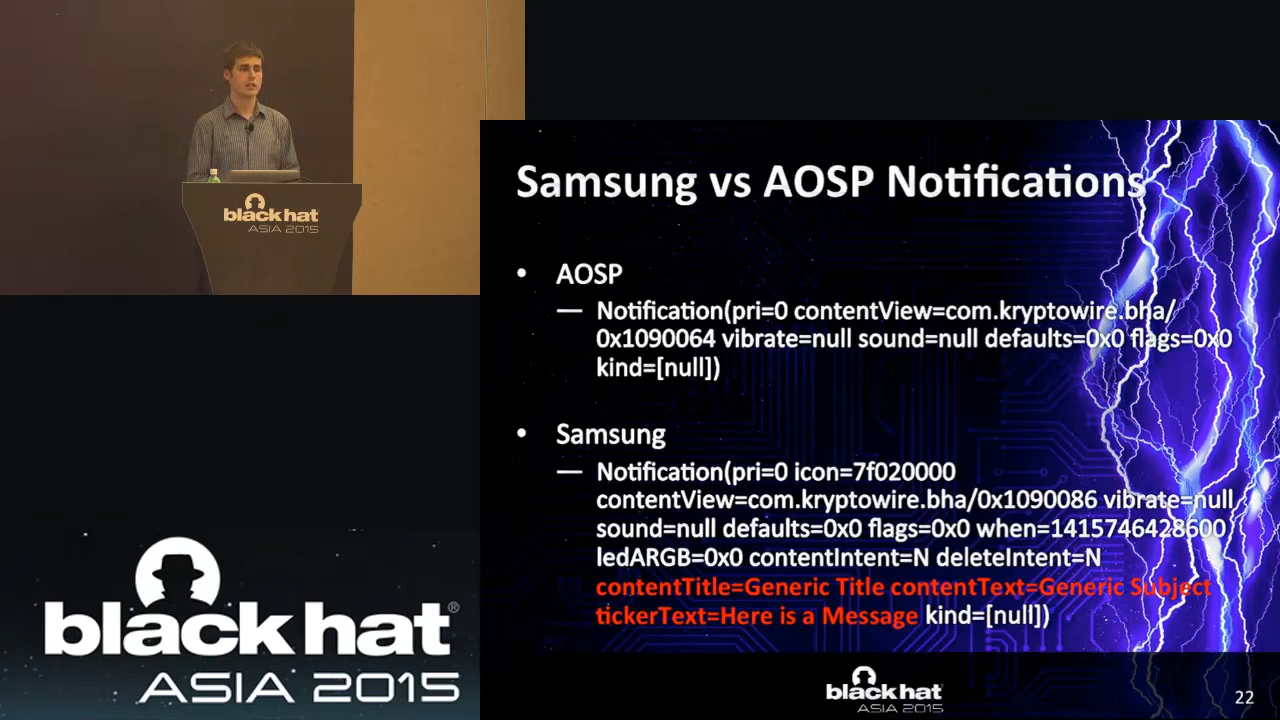 black hat
ASIA 2015
Samsung vs AOSP Notifications
• AOSP
— Notification(pri=0 contentView=com.kryptowire.bha/
0x1090064 vibrate=null sound=null defaults=0x0 flags=0x0
kind=[null])
• Samsung
— Notification(pri=0 icon=7f020000
contentView=com.kryptowire.bha/0x1090086 vibrate=null
sound=null defaults=0x0 flags=0x0 when=1415746428600
ledARGB=0x0 contentIntent=N deleteIntent=N
contentTitle=Generic Title contentText=Generic Subject
tickerText=Here is a Message kind=[null])
black hat®
ASIA 2015
black hat
ASIA 2015
22